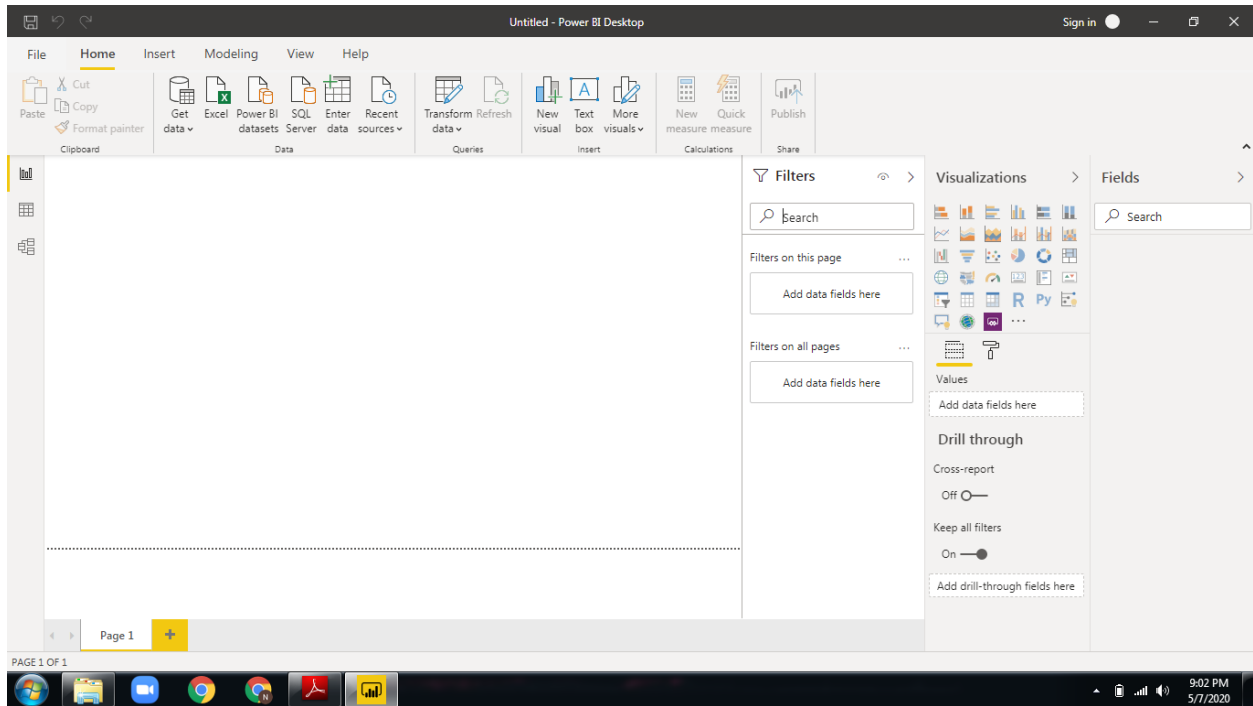 Untitled - Power BI Desktop
Sign in
File Home Insert Modeling View Help
Paste
Cut
Copy
Format painter
Clipboard
Get data
Excel
Power BI datasets
SQL Server
Enter data
Recent sources
Data
Transform data
Refresh
Queries
New visual
Text box
More visuals
Insert
New measure
Quick measure
Calculations
Publish
Share
Filters
Search
Filters on this page
...
Add data fields here
Filters on all pages
...
Add data fields here
Visualizations
123
R
Py
...
Values
Add data fields here
Drill through
Cross-report
Off
Keep all filters
On
Add drill-through fields here
Fields
Search
Page 1
+
PAGE 1 OF 1
9:02 PM
5/7/2020